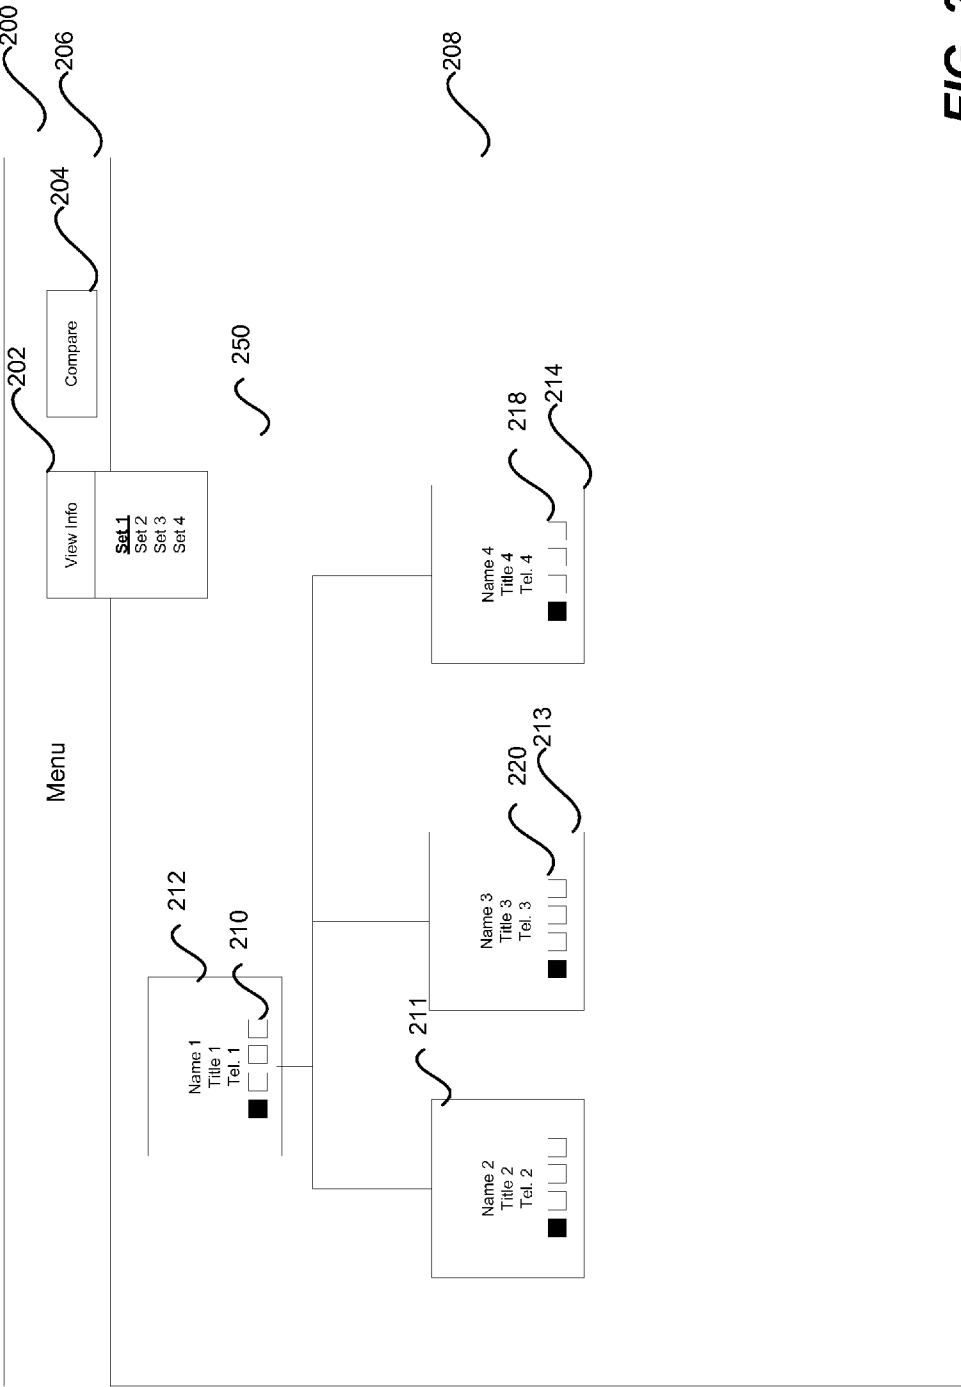 200
202
206
Menu
View Info
Compare
204
Set 1
Set 2
Set 3
Set 4
212
Name 1
Title 1
Tel. 1
210
250
211
208
Name 2
Title 2
Tel. 2
Name 3
Title 3
Tel. 3
220
213
Name 4
Title 4
Tel. 4
218
214
FIG.